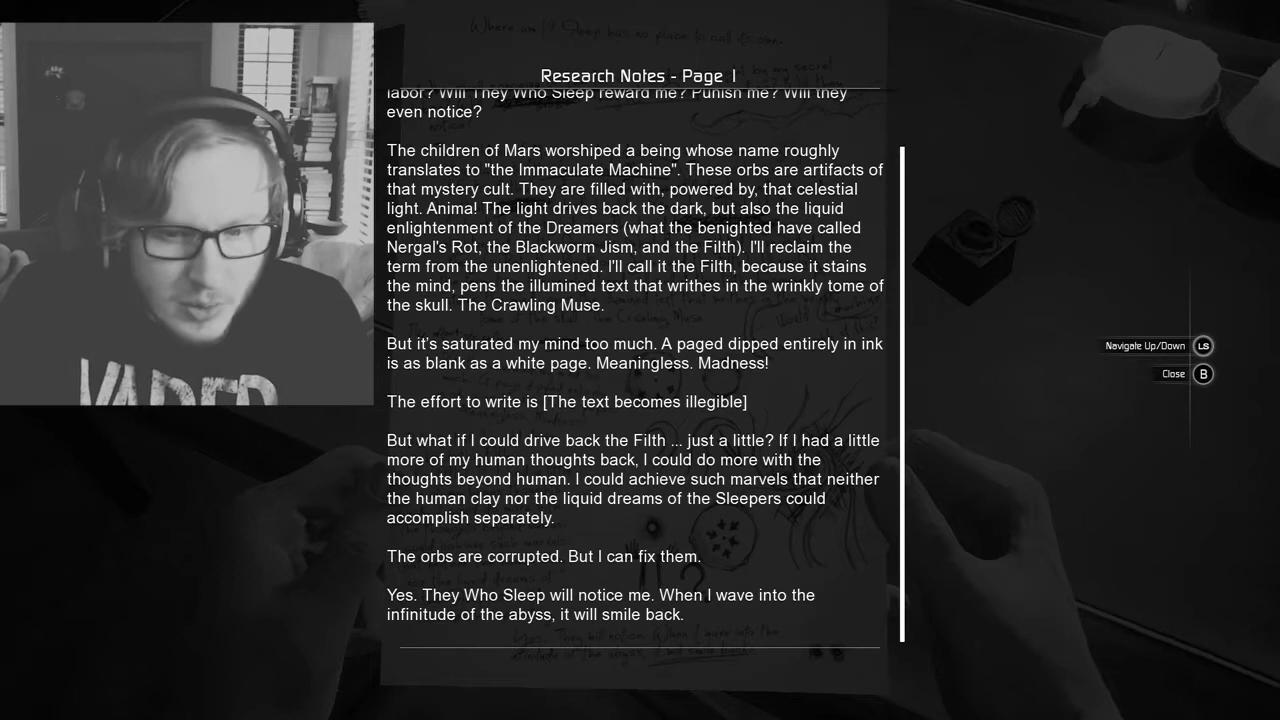 Where am I? Sleep has no place to call its own.
Research Notes - Page 1
labor? Will They Who Sleep reward me? Punish me? Will they
even notice?
The children of Mars worshiped a being whose name roughly
translates to "the Immaculate Machine". These orbs are artifacts of
that mystery cult. They are filled with, powered by, that celestial
light. Anima! The light drives back the dark, but also the liquid
enlightenment of the Dreamers (what the benighted have called
Nergal's Rot, the Blackworm Jism, and the Filth). I'll reclaim the
term from the unenlightened. I'll call it the Filth, because it stains
the mind, pens the illumined text that writhes in the wrinkly tome of
the skull. The Crawling Muse.
But it's saturated my mind too much. A paged dipped entirely in ink
is as blank as a white page. Meaningless. Madness!
The effort to write is [The text becomes illegible]
But what if I could drive back the Filth ... just a little? If I had a little
more of my human thoughts back, I could do more with the
thoughts beyond human. I could achieve such marvels that neither
the human clay nor the liquid dreams of the Sleepers could
accomplish separately.
The orbs are corrupted. But I can fix them.
Yes. They Who Sleep will notice me. When I wave into the
infinitude of the abyss, it will smile back.
Navigate Up/Down LS
Close B
VADER